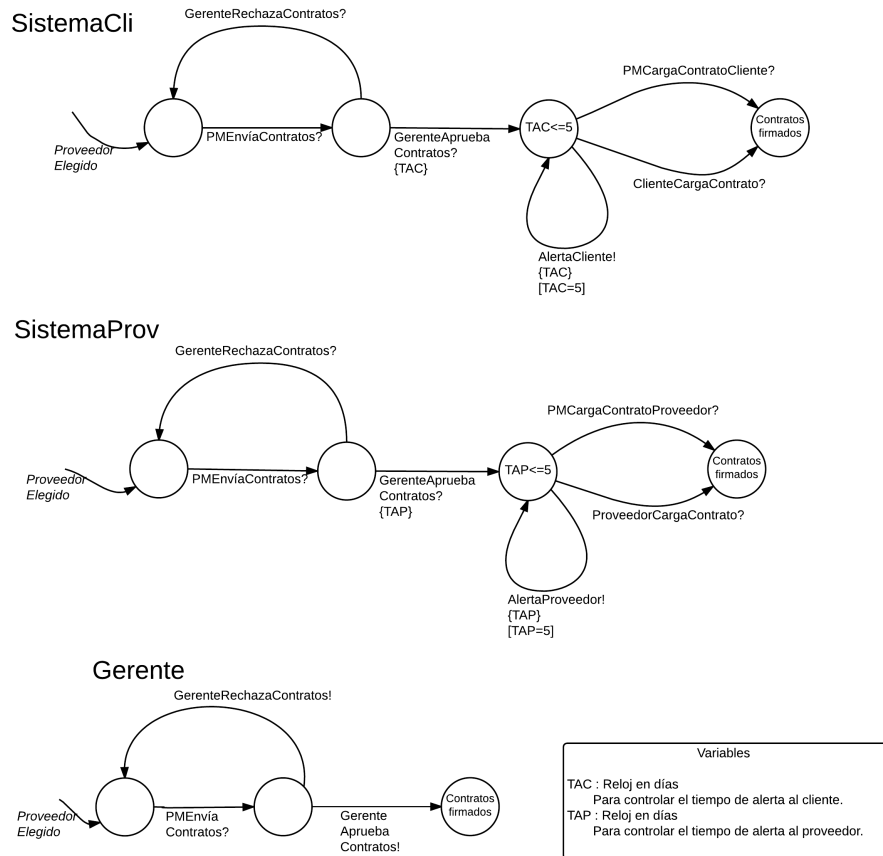 SistemaCli
GerenteRechazaContratos?
Proveedor
Elegido
PMEnvíaContratos?
GerenteAprueba
Contratos?
{TAC}
TAC<=5
PMCargaContratoCliente?
Contratos
firmados
ClienteCargaContrato?
AlertaCliente!
{TAC}
[TAC=5]
SistemaProv
GerenteRechazaContratos?
Proveedor
Elegido
PMEnvíaContratos?
GerenteAprueba
Contratos?
{TAP}
TAP<=5
PMCargaContratoProveedor?
Contratos
firmados
ProveedorCargaContrato?
AlertaProveedor!
{TAP}
[TAP=5]
Gerente
GerenteRechazaContratos!
Proveedor
Elegido
PMEnvía
Contratos?
Gerente
Aprueba
Contratos!
Contratos
firmados
Variables
TAC : Reloj en días
Para controlar el tiempo de alerta al cliente.
TAP : Reloj en días
Para controlar el tiempo de alerta al proveedor.